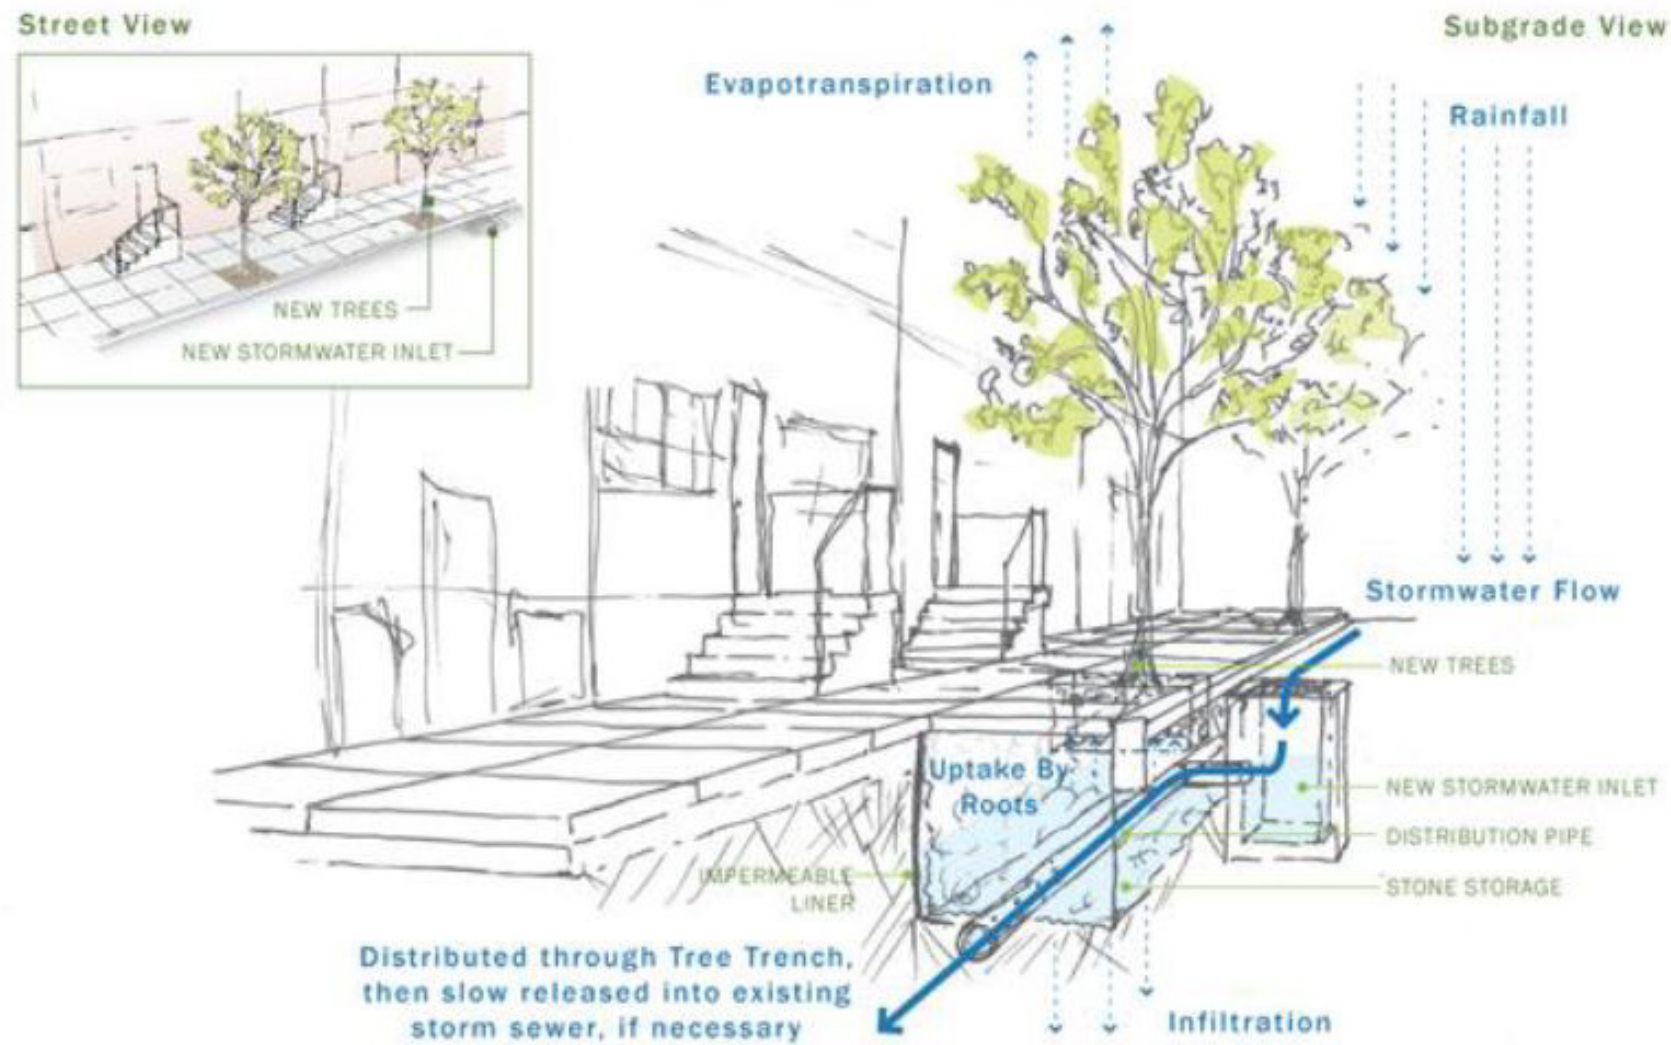 Street View
NEW TREES
NEW STORMWATER INLET
Subgrade View
Evapotranspiration
Rainfall
Stormwater Flow
NEW TREES
Uptake By
Roots
NEW STORMWATER INLET
DISTRIBUTION PIPE
STONE STORAGE
IMPERMEABLE
LINER
Distributed through Tree Trench,
then slow released into existing
storm sewer, if necessary
Infiltration